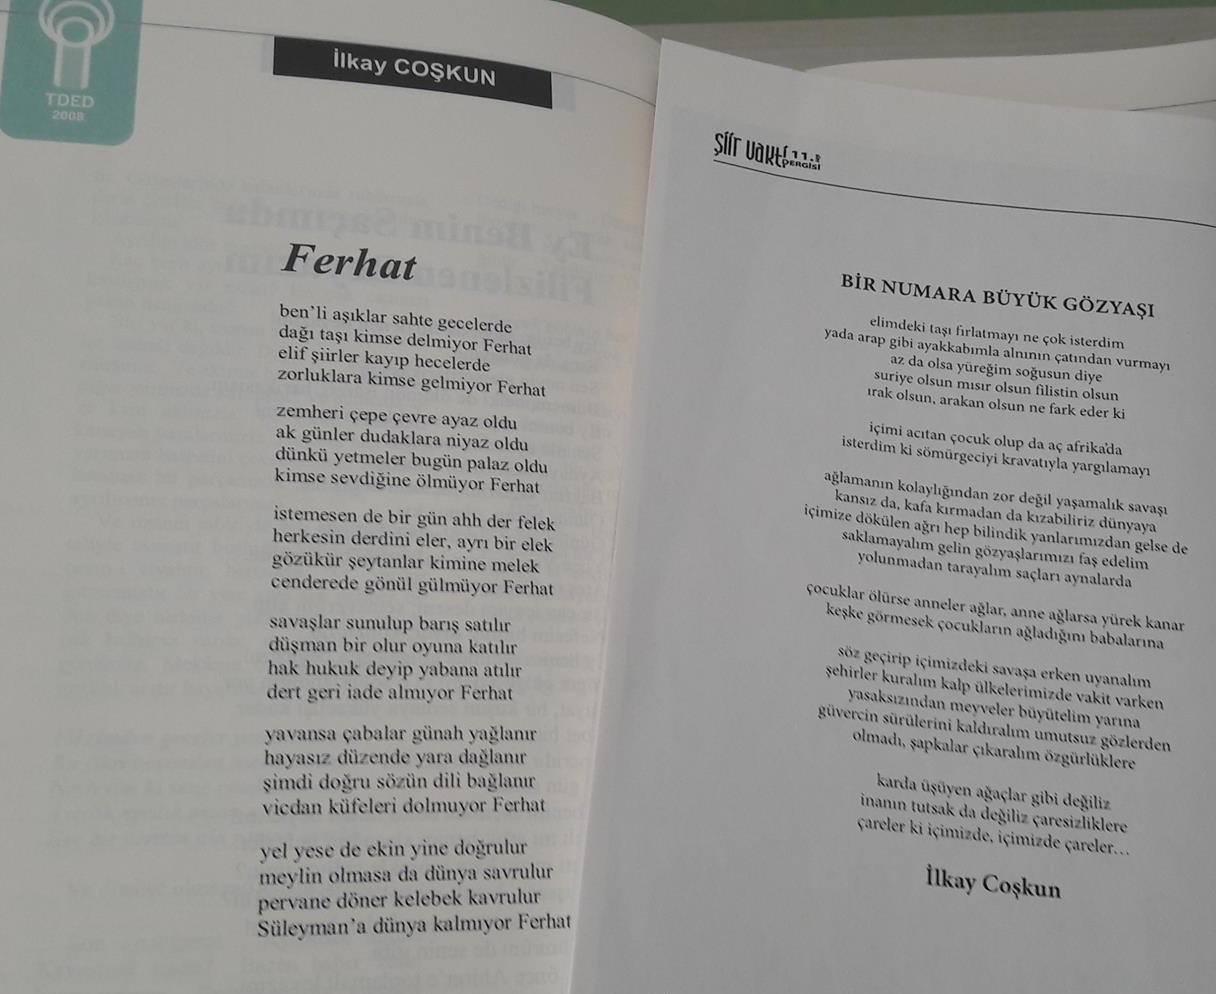 TDED
2008
İlkay COŞKUN
Ferhat
ben'li aşıklar sahte gecelerde
dağı taşı kimse delmiyor Ferhat
elif şiirler kayıp hecelerde
zorluklara kimse gelmiyor Ferhat
zemheri çepe çevre ayaz oldu
ak günler dudaklara niyaz oldu
dünkü yetmeler bugün palaz oldu
kimse sevdiğine ölmüyor Ferhat
istemesen de bir gün ahh der felek
herkesin derdini eler, ayrı bir elek
gözükür şeytanlar kimine melek
cenderede gönül gülmüyor Ferhat
savaşlar sunulup barış satılır
düşman bir olur oyuna katılır
hak hukuk deyip yabana atılır
dert geri iade almıyor Ferhat
yavansa çabalar günah yağlanır
hayasız düzende yara dağlanır
şimdi doğru sözün dili bağlanır
vicdan küfeleri dolmuyor Ferhat
yel yese de ekin yine doğrulur
meylin olmasa da dünya savrulur
pervane döner kelebek kavrulur
Süleyman'a dünya kalmıyor Ferhat
şiir vakti 11.
DERGİSİ
BİR NUMARA BÜYÜK GÖZYAŞI
elimdeki taşı fırlatmayı ne çok isterdim
yada arap gibi ayakkabımla alnının çatından vurmayı
az da olsa yüreğim soğusun diye
suriye olsun mısır olsun filistin olsun
ırak olsun, arakan olsun ne fark eder ki
içimi acıtan çocuk olup da aç afrika'da
isterdim ki sömürgeciyi kravatıyla yargılamayı
ağlamanın kolaylığından zor değil yaşamalık savaşı
kansız da, kafa kırmadan da kızabiliriz dünyaya
içimize dökülen ağrı hep bilindik yanlarımızdan gelse de
saklamayalım gelin gözyaşlarımızı faş edelim
yolunmadan tarayalım saçları aynalarda
çocuklar ölürse anneler ağlar, anne ağlarsa yürek kanar
keşke görmesek çocukların ağladığını babalarına
söz geçirip içimizdeki savaşa erken uyanalım
şehirler kuralım kalp ülkelerimizde vakit varken
yasaksızından meyveler büyütelim yarına
güvercin sürülerini kaldıralım umutsuz gözlerden
olmadı, şapkalar çıkaralım özgürlüklere
karda üşüyen ağaçlar gibi değiliz
inanın tutsak da değiliz çaresizliklere
çareler ki içimizde, içimizde çareler…
İlkay Coşkun